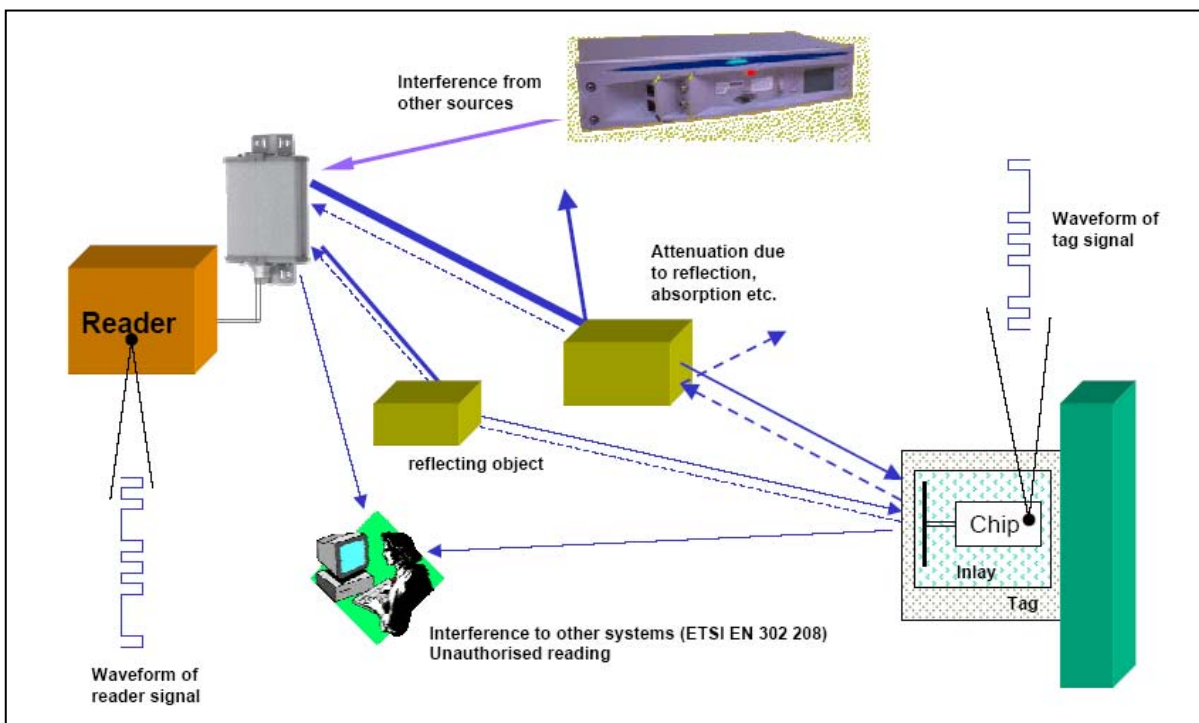 Interference from
other sources
Waveform of
tag signal
Attenuation due
to reflection,
absorption etc.
Reader
reflecting object
Chip
Inlay
Tag
Interference to other systems (ETSI EN 302 208)
Unauthorised reading
Waveform of
reader signal